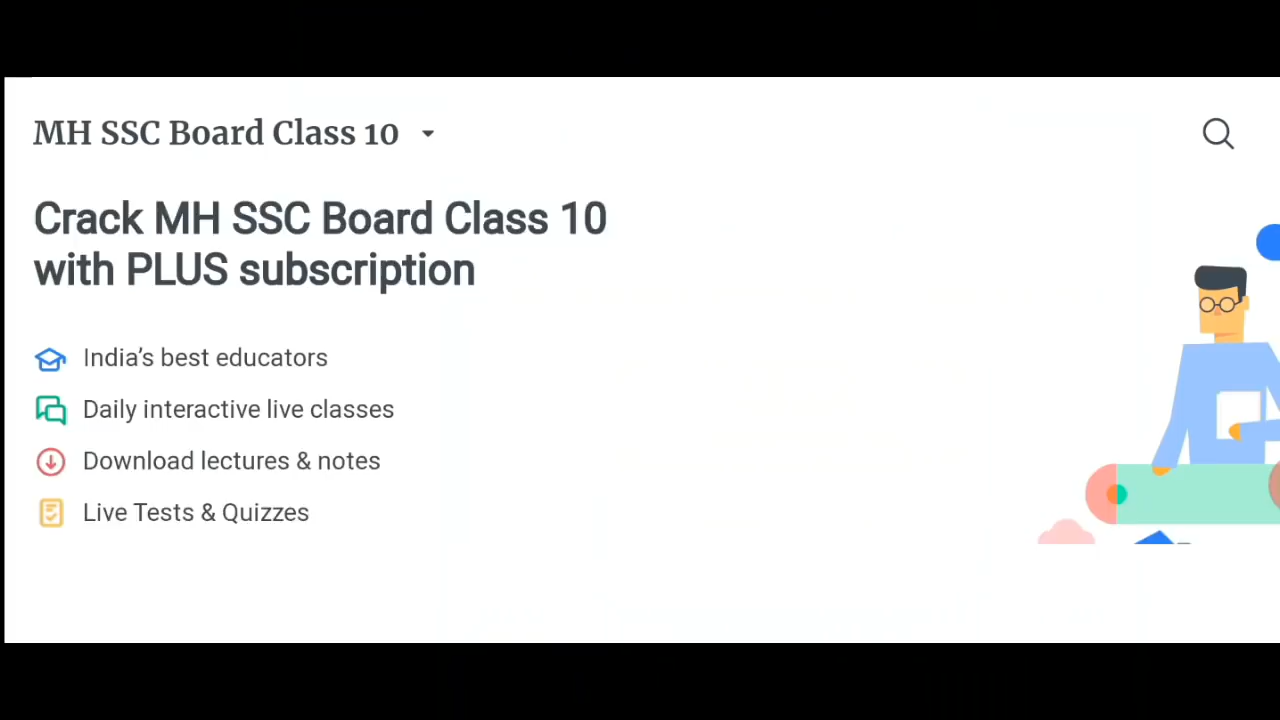 MH SSC Board Class 10
Crack MH SSC Board Class 10
with PLUS subscription
India’s best educators
Daily interactive live classes
Download lectures & notes
Live Tests & Quizzes